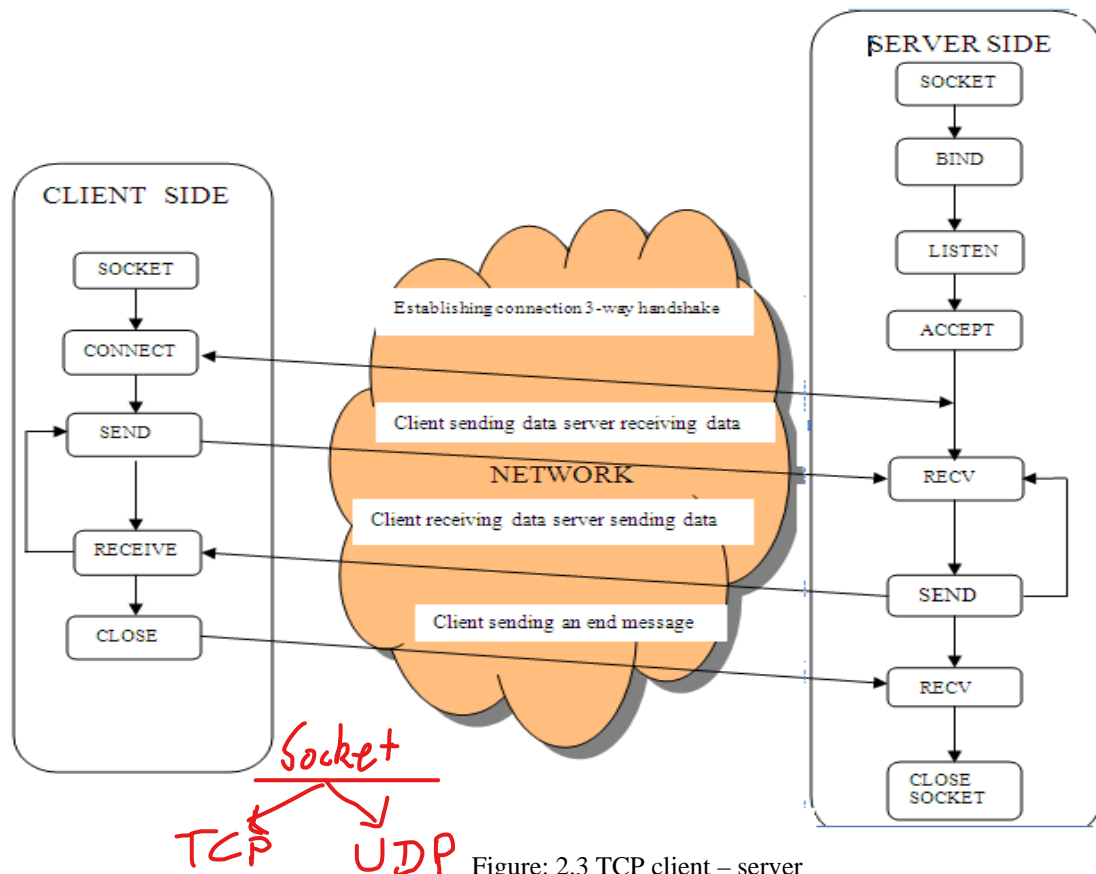 CLIENT SIDE
SOCKET
CONNECT
SEND
RECEIVE
CLOSE
Establishing connection 3-way handshake
Client sending data server receiving data
NETWORK
Client receiving data server sending data
Client sending an end message
SERVER SIDE
SOCKET
BIND
LISTEN
ACCEPT
RECV
SEND
RECV
CLOSE
SOCKET
Socket
TCP UDP
Figure: 2.3 TCP client – server